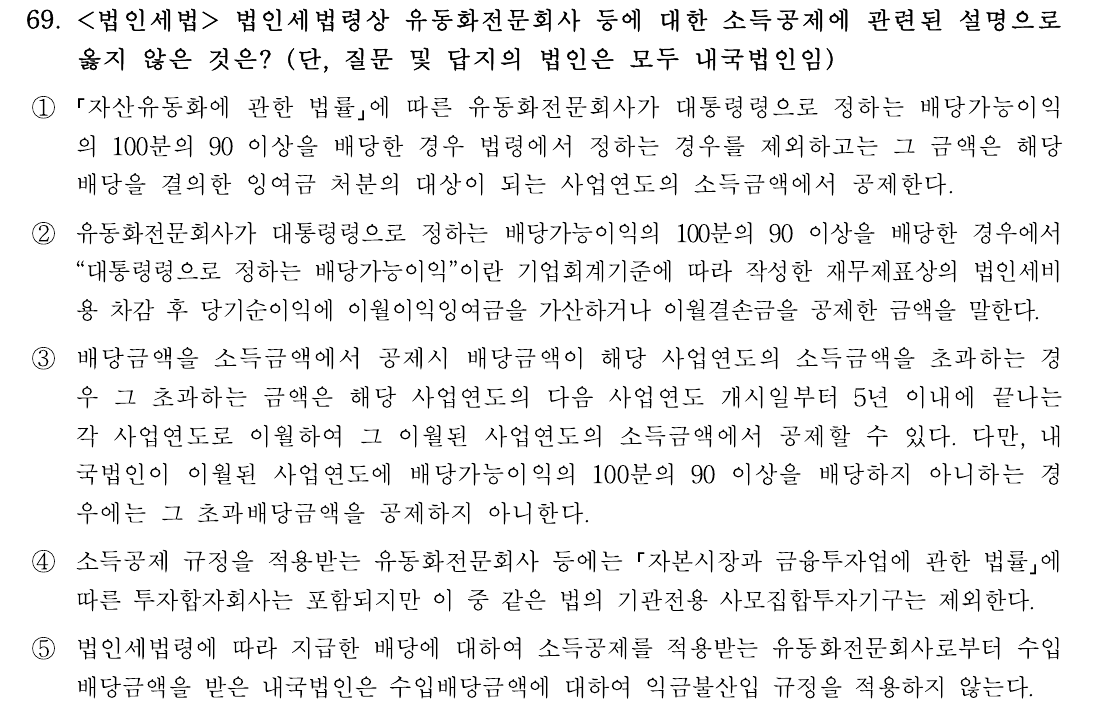 69. <법인세법> 법인세법령상 유동화전문회사 등에 대한 소득공제에 관련된 설명으로
옳지 않은 것은? (단, 질문 및 답지의 법인은 모두 내국법인임)
① 「자산유동화에 관한 법률」에 따른 유동화전문회사가 대통령령으로 정하는 배당가능이익
의 100분의 90 이상을 배당한 경우 법령에서 정하는 경우를 제외하고는 그 금액은 해당
배당을 결의한 잉여금 처분의 대상이 되는 사업연도의 소득금액에서 공제한다.
② 유동화전문회사가 대통령령으로 정하는 배당가능이익의 100분의 90 이상을 배당한 경우에서
“대통령령으로 정하는 배당가능이익”이란 기업회계기준에 따라 작성한 재무제표상의 법인세비
용 차감 후 당기순이익에 이월이익잉여금을 가산하거나 이월결손금을 공제한 금액을 말한다.
③ 배당금액을 소득금액에서 공제시 배당금액이 해당 사업연도의 소득금액을 초과하는 경
우 그 초과하는 금액은 해당 사업연도의 다음 사업연도 개시일부터 5년 이내에 끝나는
각 사업연도로 이월하여 그 이월된 사업연도의 소득금액에서 공제할 수 있다. 다만, 내
국법인이 이월된 사업연도에 배당가능이익의 100분의 90 이상을 배당하지 아니하는 경
우에는 그 초과배당금액을 공제하지 아니한다.
④ 소득공제 규정을 적용받는 유동화전문회사 등에는 「자본시장과 금융투자업에 관한 법률」에
따른 투자합자회사는 포함되지만 이 중 같은 법의 기관전용 사모집합투자기구는 제외한다.
⑤ 법인세법령에 따라 지급한 배당에 대하여 소득공제를 적용받는 유동화전문회사로부터 수입
배당금액을 받은 내국법인은 수입배당금액에 대하여 익금불산입 규정을 적용하지 않는다.